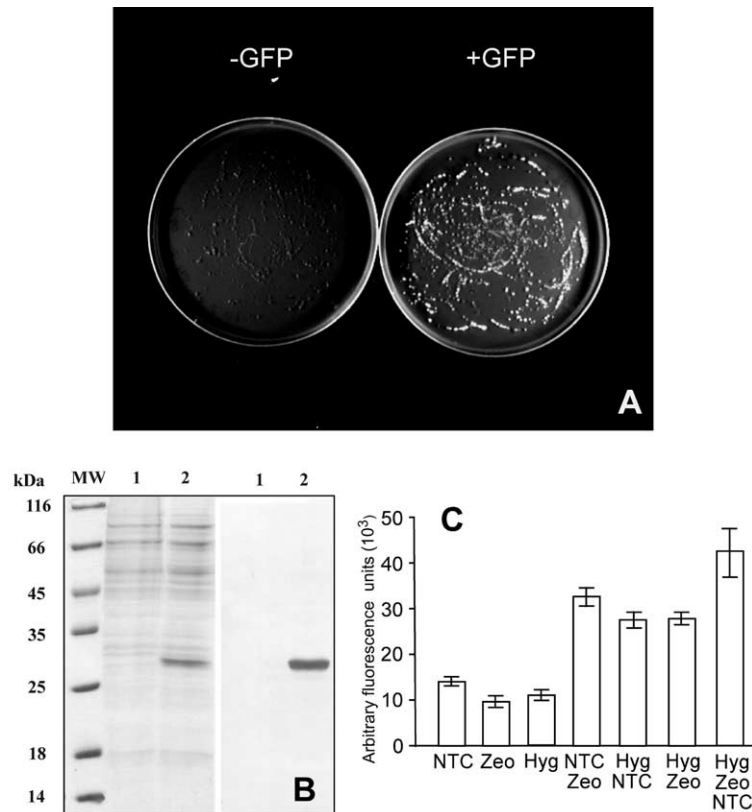 -GFP +GFP
A
kDa MW 1 2 1 2
116
66
45
35
25
18
14
B
C
Arbitrary fluorescence units (10³)
50
40
30
20
10
0
NTC Zeo Hyg NTC Hyg Hyg Hyg
Zeo NTC Zeo Zeo
NTC